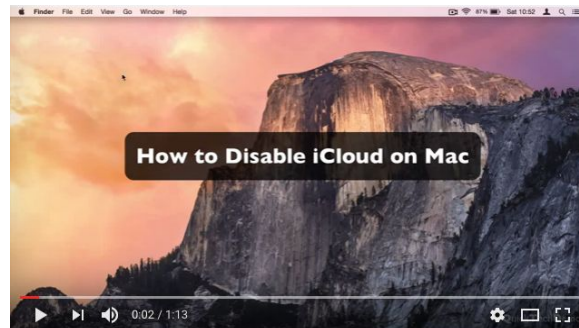 Finder File Edit View Go Window Help 87% Sat 10:52
How to Disable iCloud on Mac
0:02 / 1:13